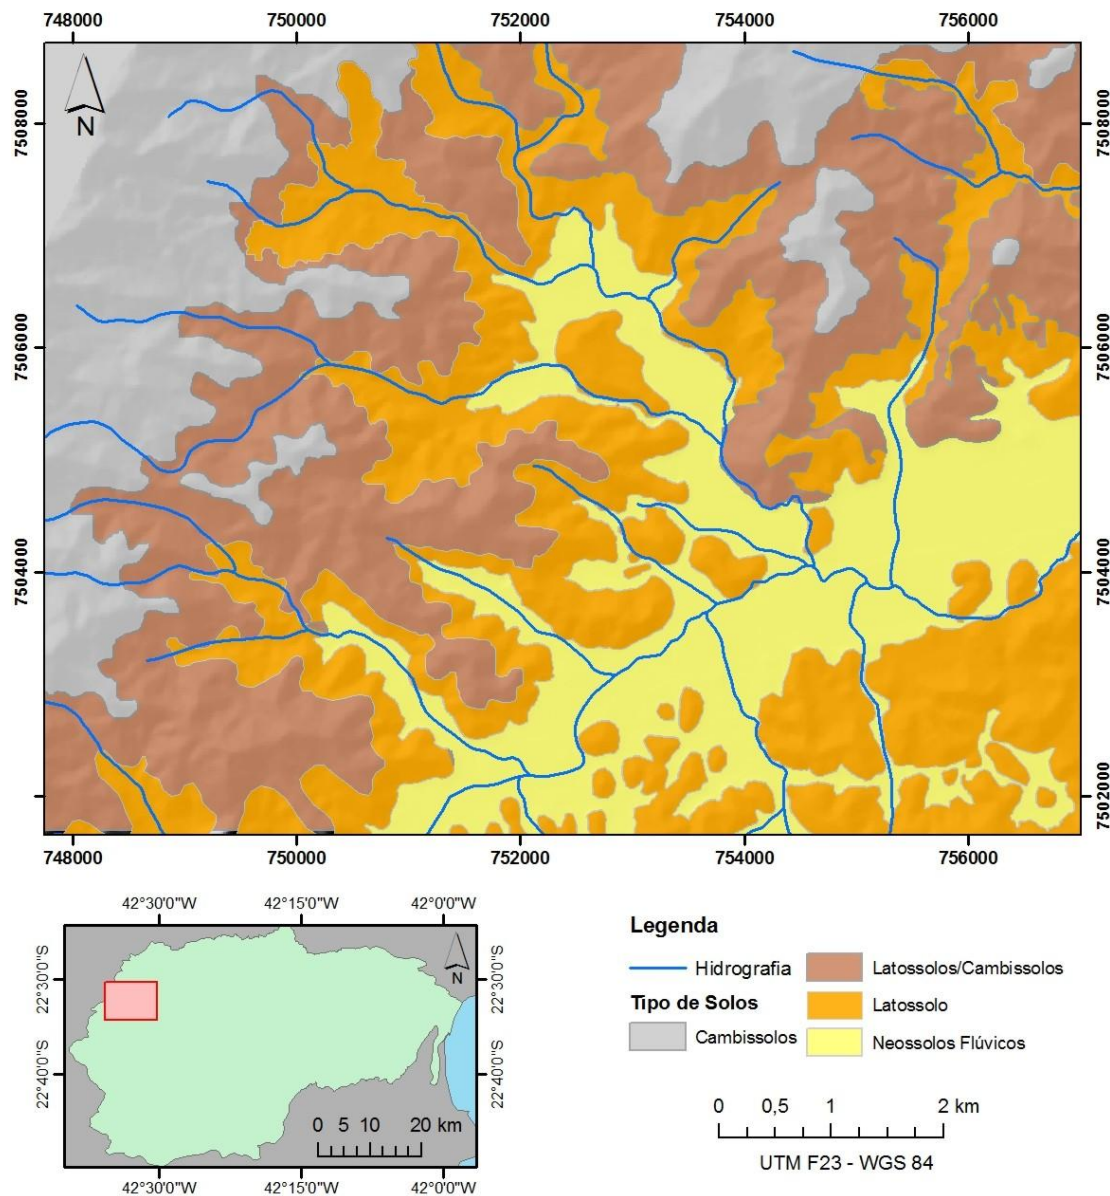 748000 750000 752000 754000 756000
7508000 7508000
N
7506000 7506000
7504000 7504000
7502000 7502000
748000 750000 752000 754000 756000
42°30'0"W 42°15'0"W 42°0'0"W
N
22°30'0"S 22°30'0"S
22°40'0"S 22°40'0"S
0 5 10 20 km
42°30'0"W 42°15'0"W 42°0'0"W
Legenda
Hidrografia
Tipo de Solos
Cambissolos
Latossolos/Cambissolos
Latossolo
Neossolos Flúvicos
0 0,5 1 2 km
UTM F23 - WGS 84